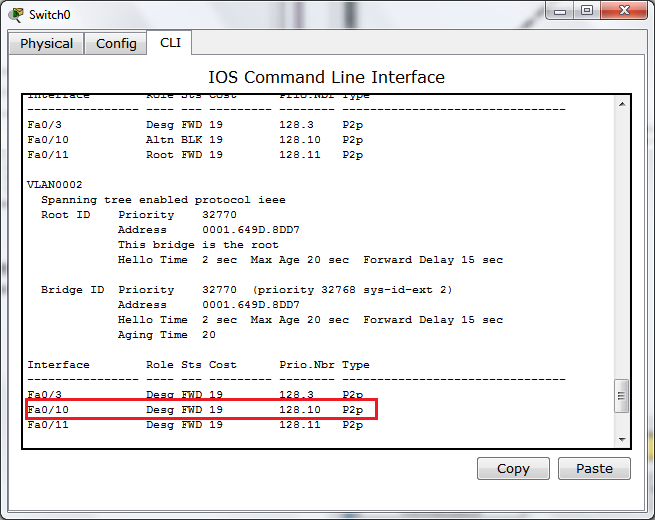 Switch0
Physical Config CLI
IOS Command Line Interface
Interface Role Sts Cost Prio.Nbr Type
---------------- ---- --- --------- -------- --------------------------------
Fa0/3 Desg FWD 19 128.3 P2p
Fa0/10 Altn BLK 19 128.10 P2p
Fa0/11 Root FWD 19 128.11 P2p
VLAN0002
Spanning tree enabled protocol ieee
Root ID Priority 32770
Address 0001.649D.8DD7
This bridge is the root
Hello Time 2 sec Max Age 20 sec Forward Delay 15 sec
Bridge ID Priority 32770 (priority 32768 sys-id-ext 2)
Address 0001.649D.8DD7
Hello Time 2 sec Max Age 20 sec Forward Delay 15 sec
Aging Time 20
Interface Role Sts Cost Prio.Nbr Type
---------------- ---- --- --------- -------- --------------------------------
Fa0/3 Desg FWD 19 128.3 P2p
Fa0/10 Desg FWD 19 128.10 P2p
Fa0/11 Desg FWD 19 128.11 P2p
Copy Paste